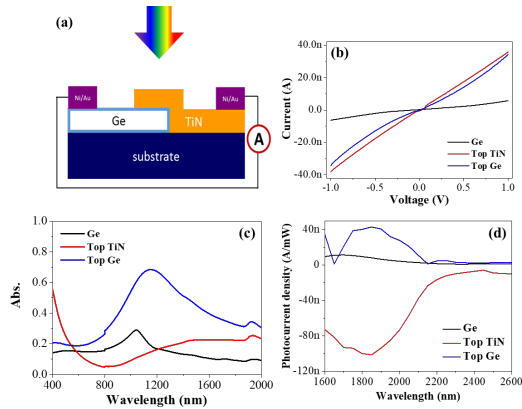 (a)
Ni/Au
Ni/Au
Ge
TiN
A
substrate
(b)
40.0n
20.0n
0.0
20.0n
40.0n
Current (A)
Ge
Top TiN
Top Ge
-1.0
-0.5
0.0
0.5
1.0
Voltage (V)
(c)
1.0
0.8
0.6
0.4
0.2
0.0
Abs.
Ge
Top TiN
Top Ge
400
800
1200
1600
2000
Wavelength (nm)
(d)
40n
0
-40n
-80n
-120n
Photocurrent density (A/mW)
Ge
Top TiN
Top Ge
1600
1800
2000
2200
2400
2600
Wavelength (nm)